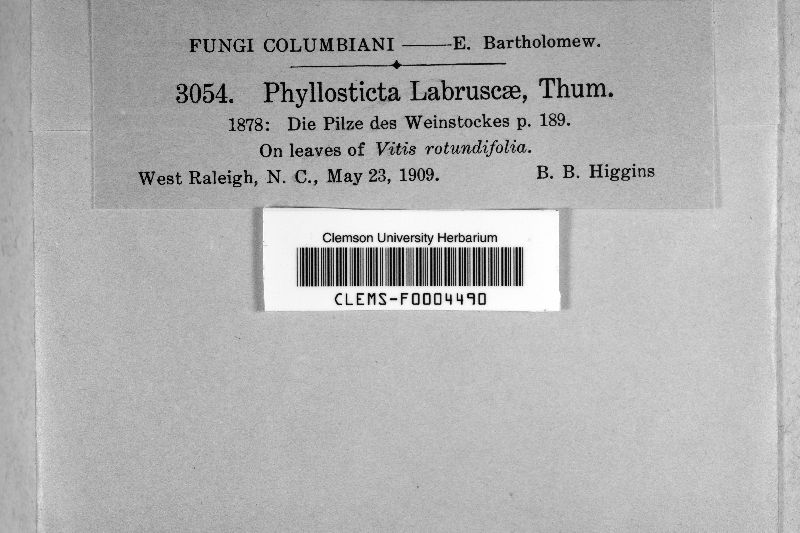 FUNGI COLUMBIANI ——E. Bartholomew.
3054. Phyllosticta Labruscæ, Thum.
1878: Die Pilze des Weinstockes p. 189.
On leaves of Vitis rotundifolia.
West Raleigh, N. C., May 23, 1909. B. B. Higgins
Clemson University Herbarium
CLEMS-F0004490